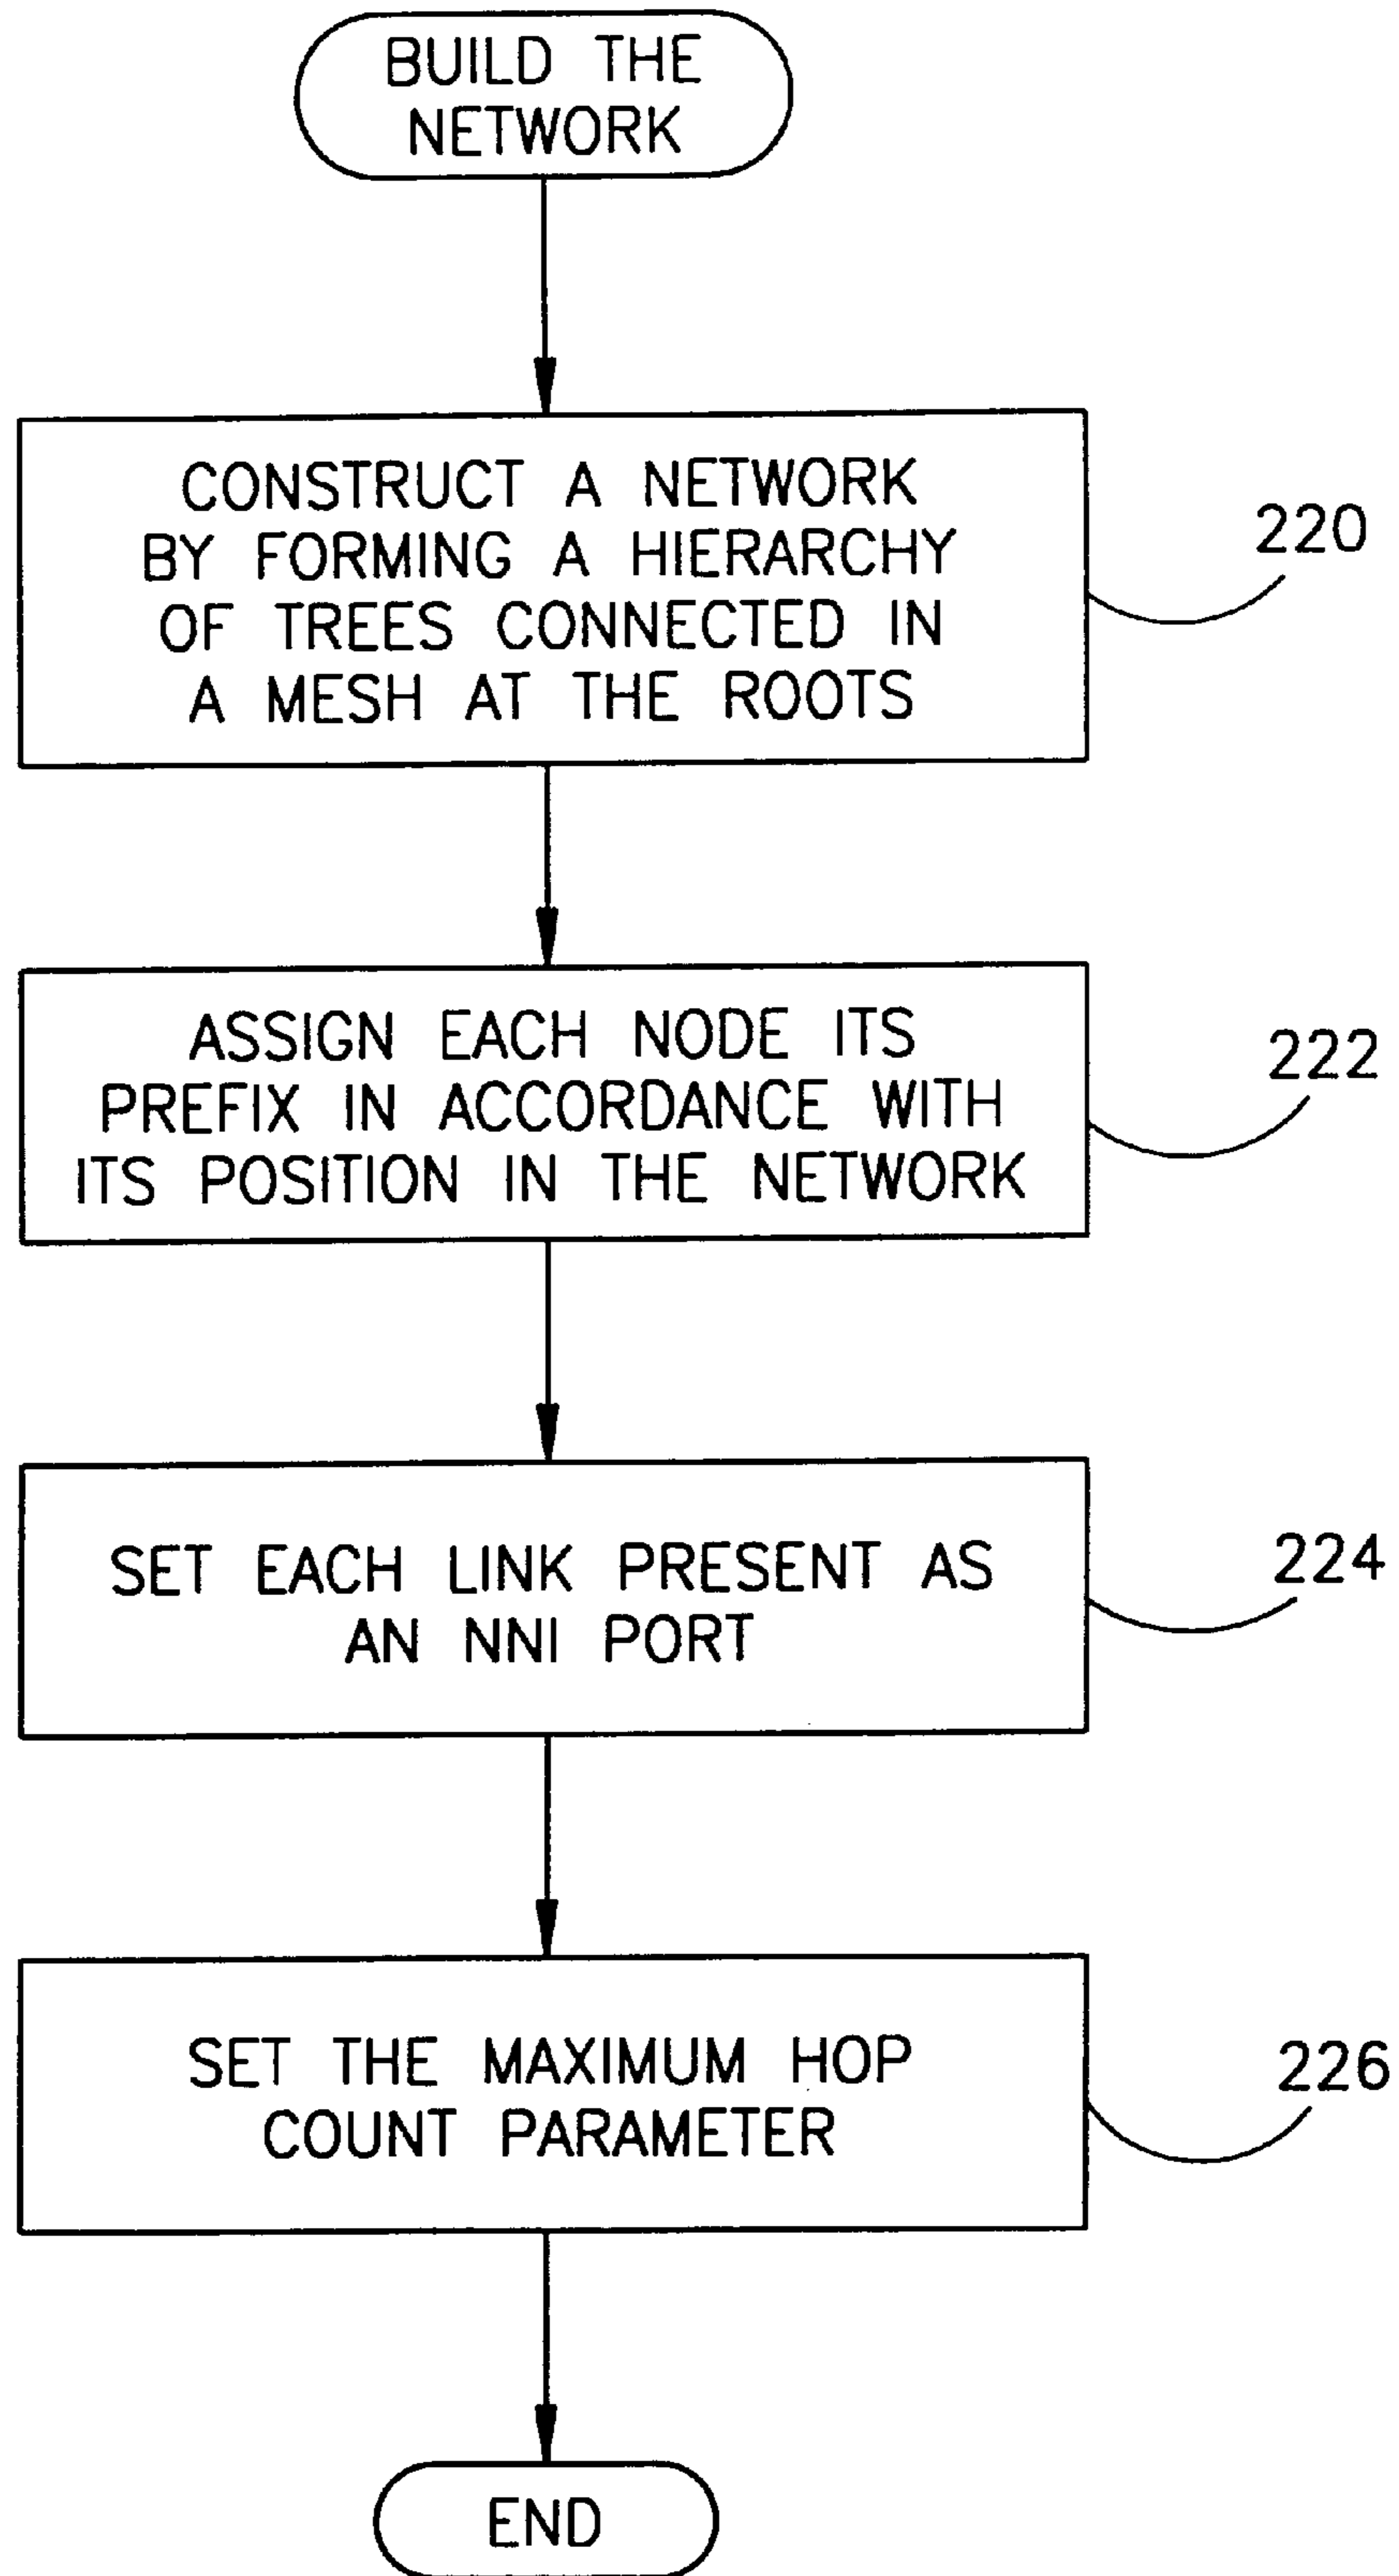 BUILD THE
NETWORK
CONSTRUCT A NETWORK
BY FORMING A HIERARCHY
OF TREES CONNECTED IN
A MESH AT THE ROOTS
220
ASSIGN EACH NODE ITS
PREFIX IN ACCORDANCE WITH
ITS POSITION IN THE NETWORK
222
SET EACH LINK PRESENT AS
AN NNI PORT
224
SET THE MAXIMUM HOP
COUNT PARAMETER
226
END